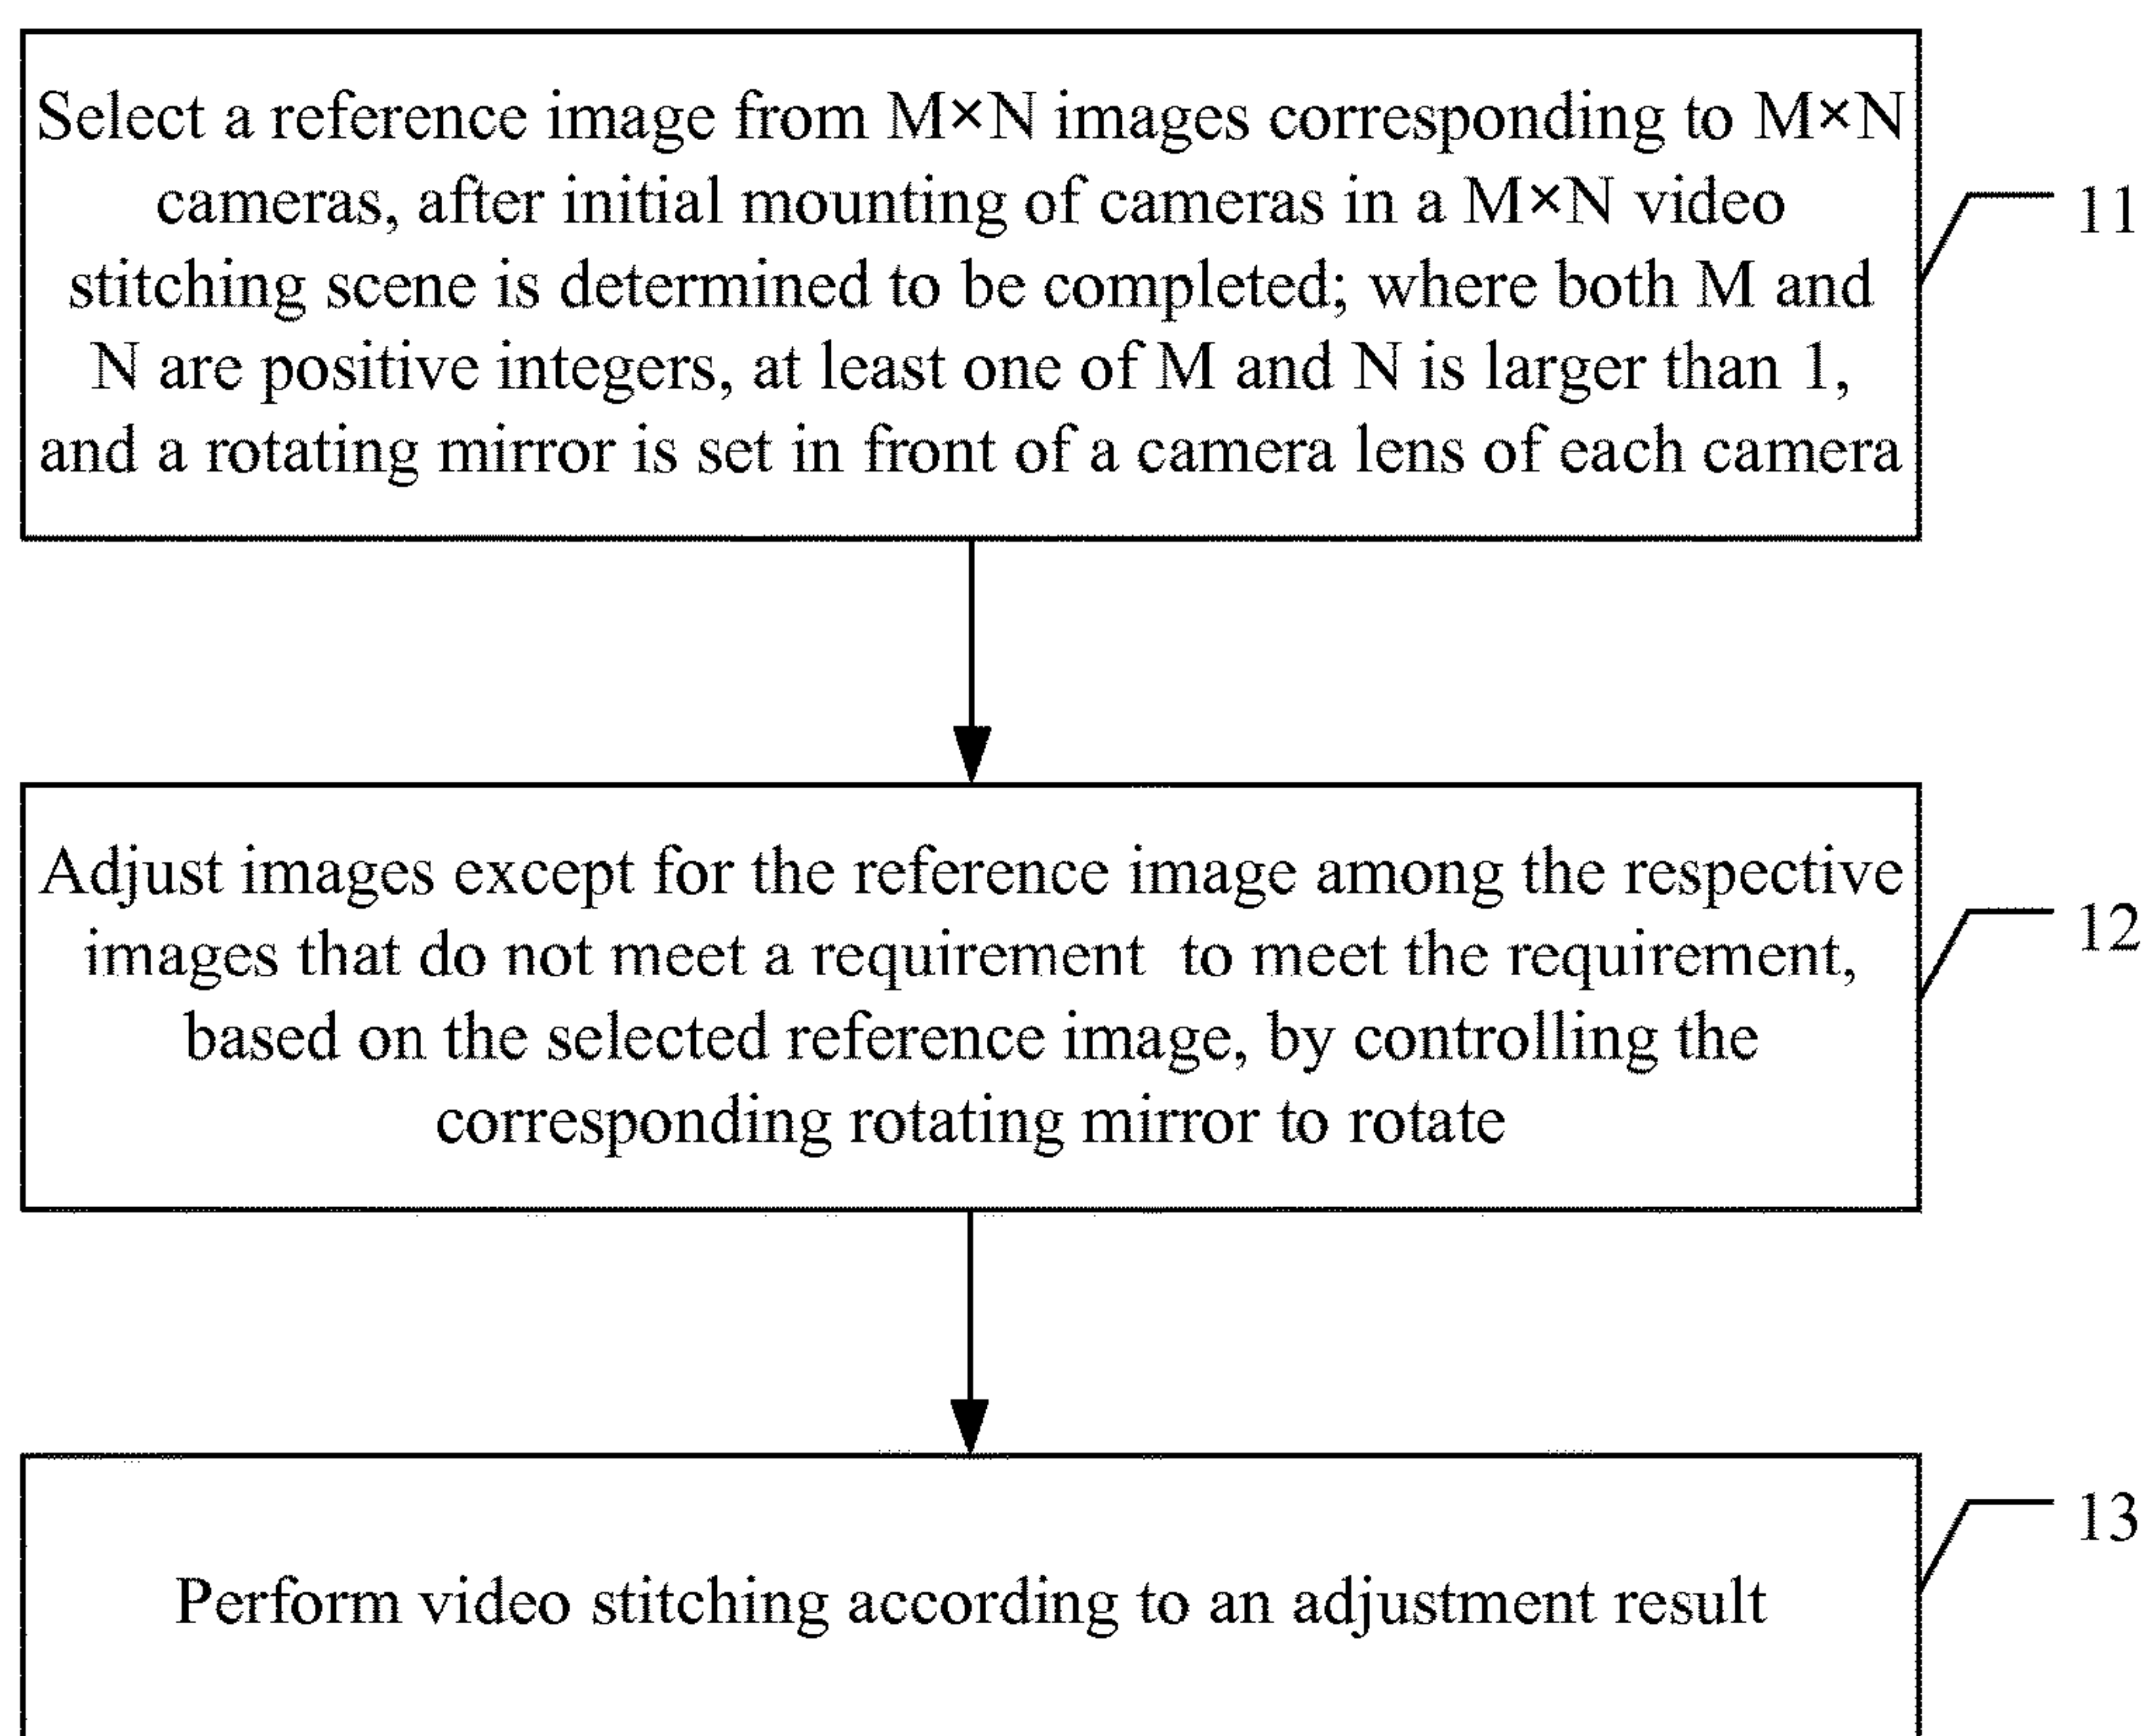 Select a reference image from M×N images corresponding to M×N
cameras, after initial mounting of cameras in a M×N video
stitching scene is determined to be completed; where both M and
N are positive integers, at least one of M and N is larger than 1,
and a rotating mirror is set in front of a camera lens of each camera
11
Adjust images except for the reference image among the respective
images that do not meet a requirement to meet the requirement,
based on the selected reference image, by controlling the
corresponding rotating mirror to rotate
12
Perform video stitching according to an adjustment result
13